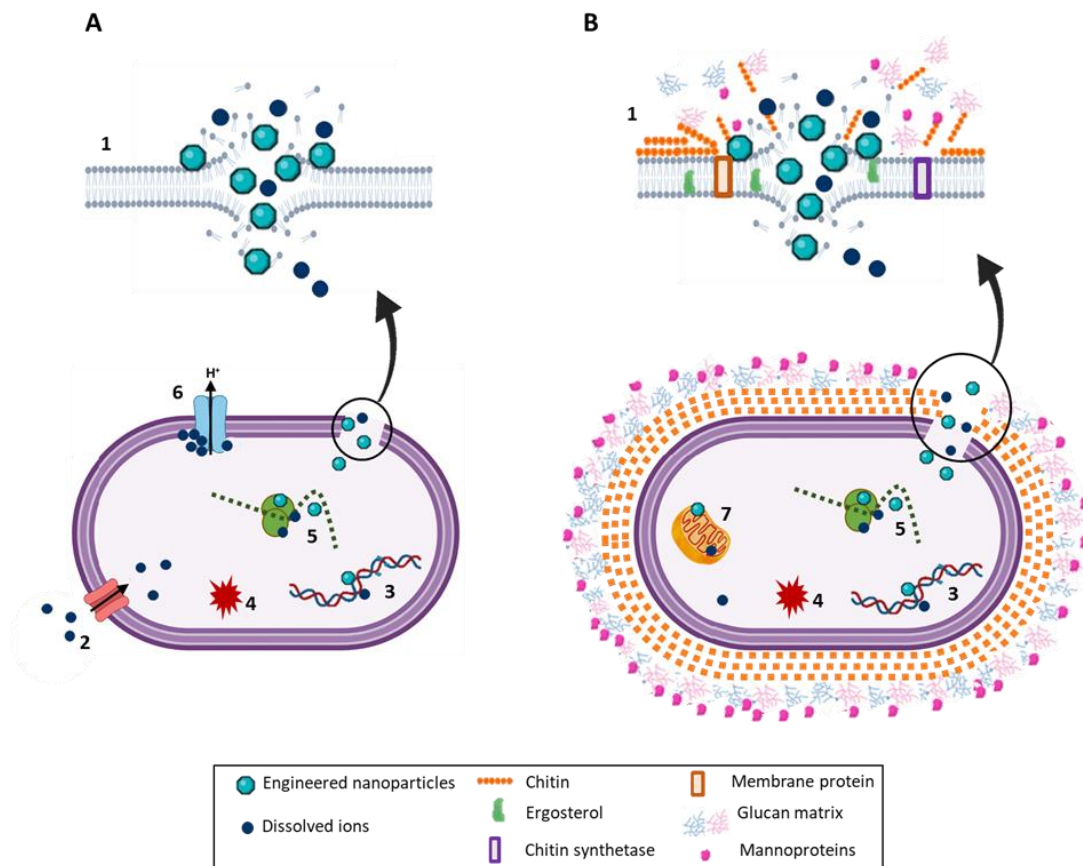 A
B
1
1
H⁺
6
5
4
3
2
7
5
4
3
Engineered nanoparticles
Chitin
Membrane protein
Ergosterol
Glucan matrix
Dissolved ions
Chitin synthetase
Mannoproteins